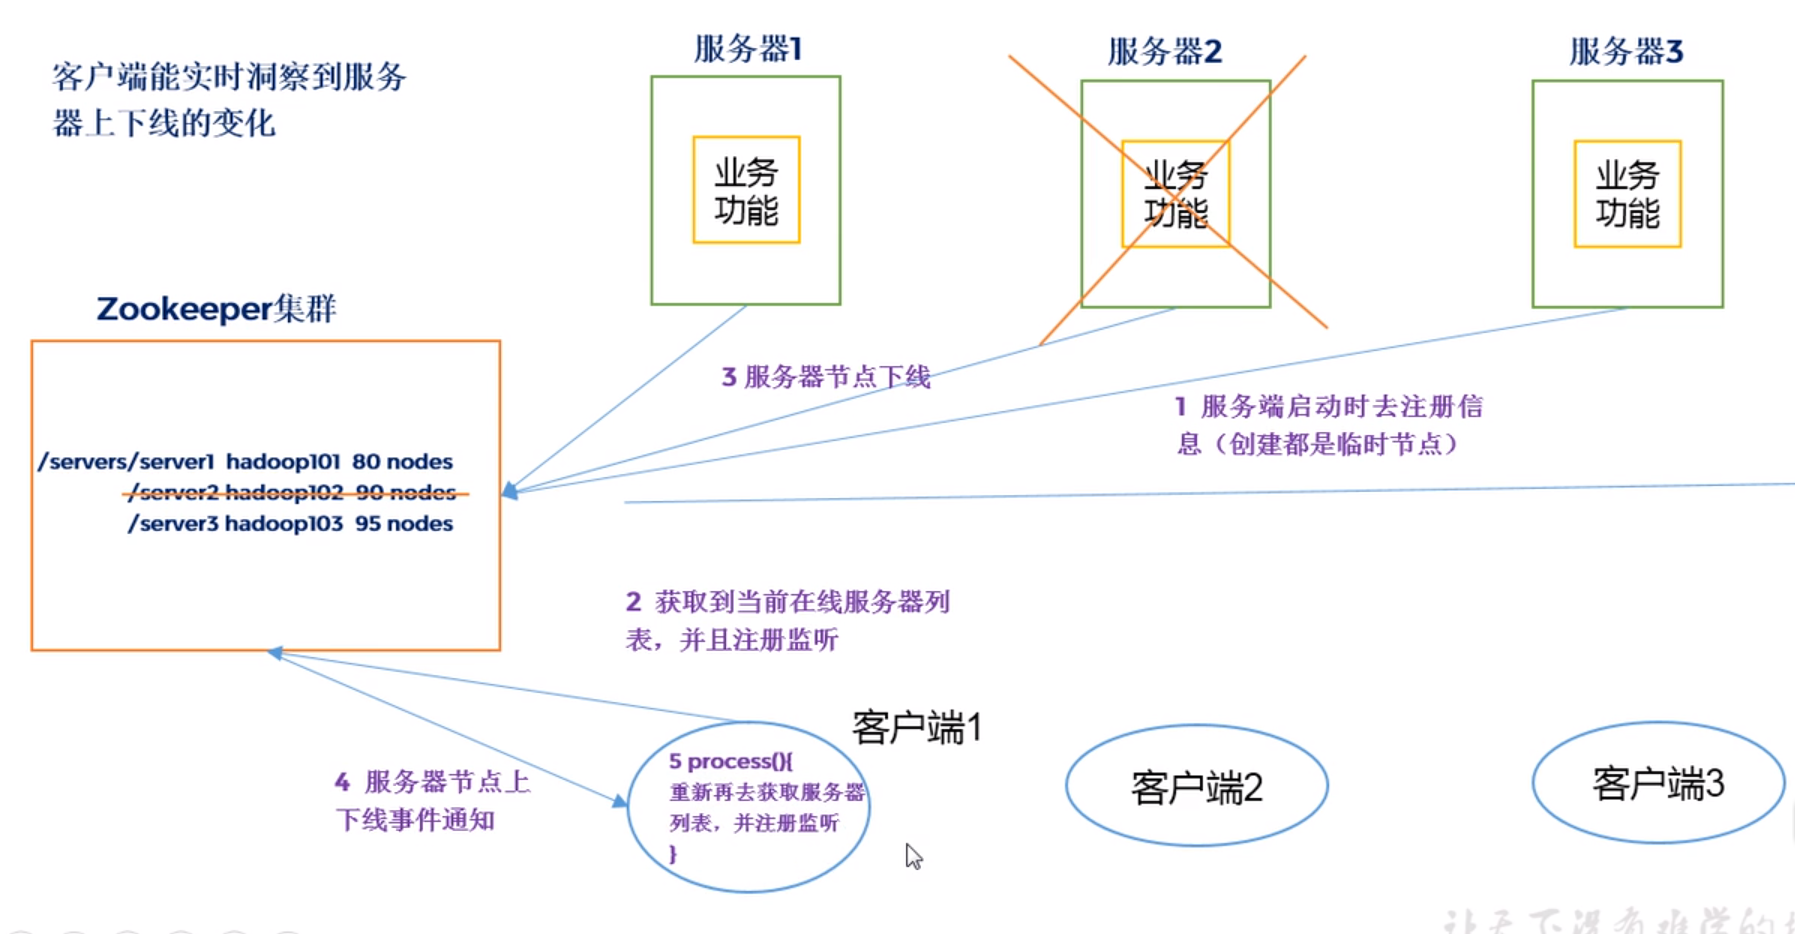 客户端能实时洞察到服务
器上下线的变化
服务器1
服务器2
服务器3
业务
功能
业务
功能
业务
功能
Zookeeper集群
/servers/server1 hadoop101 80 nodes
/server2 hadoop102 90 nodes
/server3 hadoop103 95 nodes
3 服务器节点下线
1 服务端启动时去注册信
息（创建都是临时节点）
2 获取到当前在线服务器列
表，并且注册监听
4 服务器节点上
下线事件通知
客户端1
5 process(){
重新再去获取服务器
列表，并注册监听
}
客户端2
客户端3
让天下没有难学的